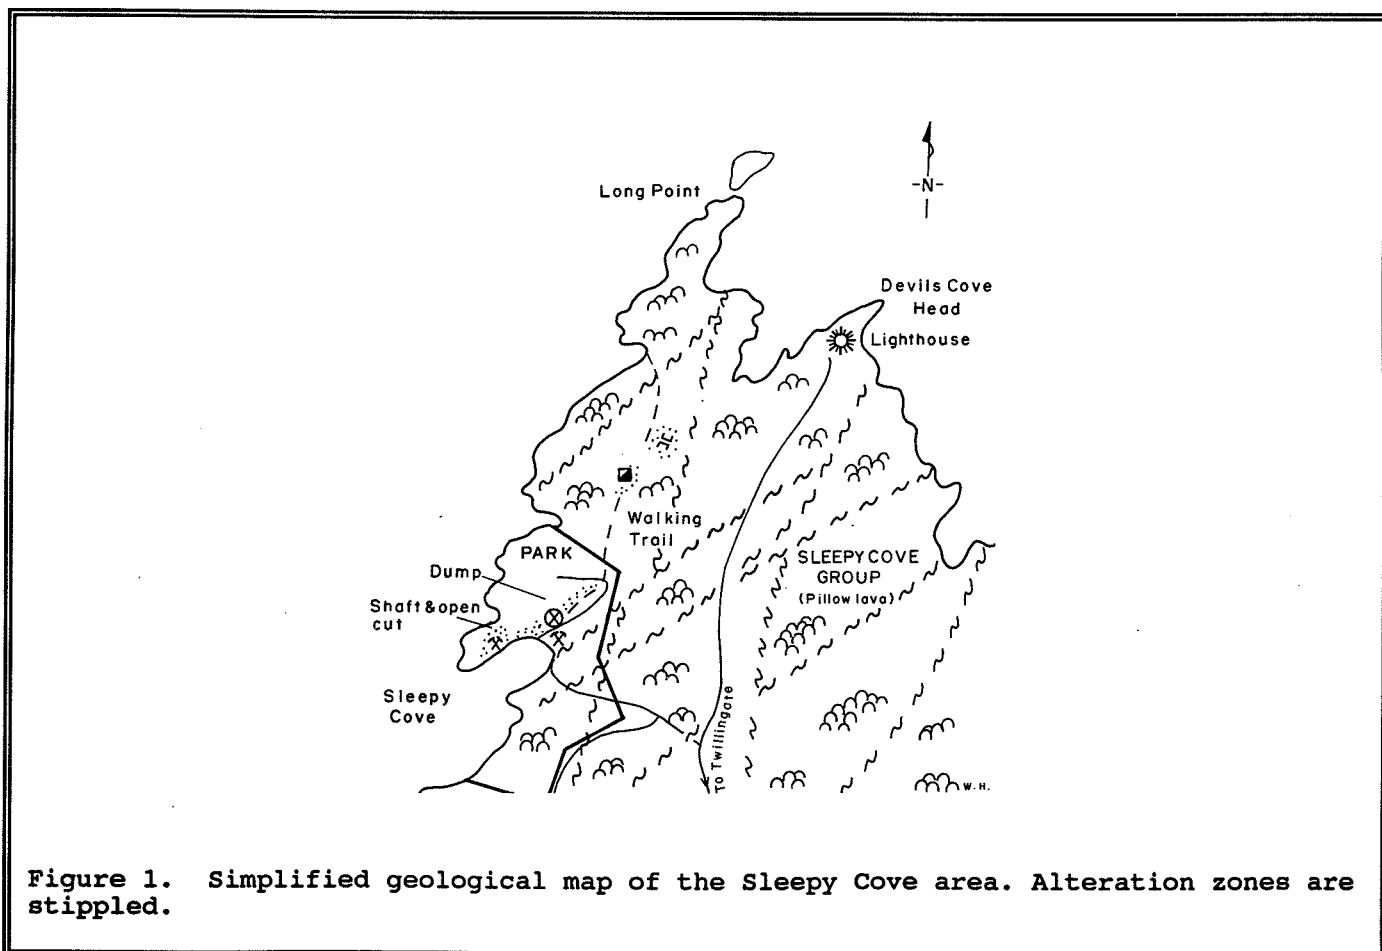 Long Point
-N-
Devils Cove
Head
Lighthouse
Walking
Trail
PARK
SLEEPY COVE
GROUP
(Pillow lava)
Dump
Shaft & open
cut
Sleepy
Cove
To Twillingate
W.H.
Figure 1. Simplified geological map of the Sleepy Cove area. Alteration zones are
stippled.